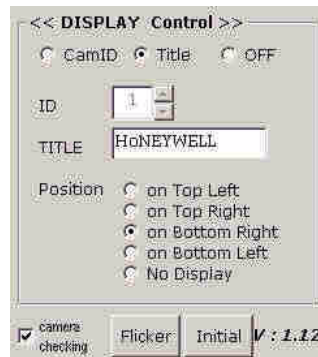 << DISPLAY Control >>
CamID Title OFF
ID 1
TITLE HoNEYWELL
Position on Top Left
on Top Right
on Bottom Right
on Bottom Left
No Display
camera
checking
Flicker Initial V : 1.12